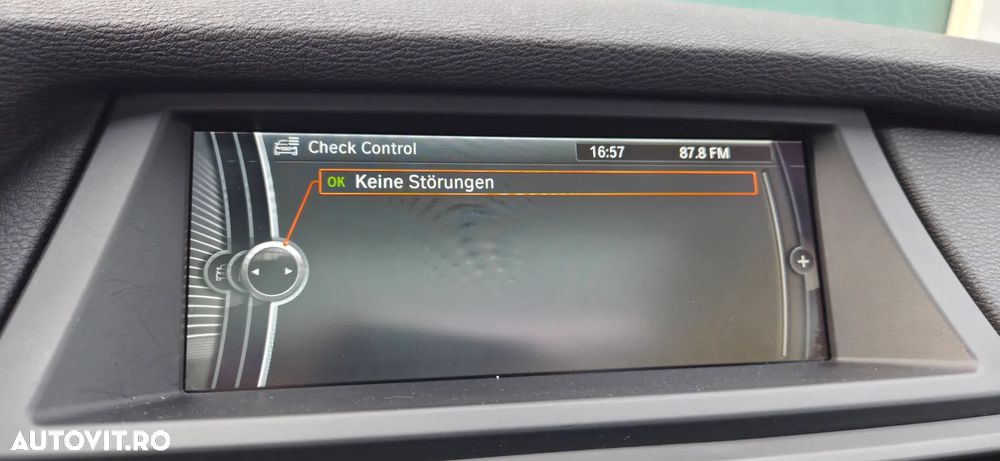 Check Control
16:57
87.8 FM
OK Keine Störungen
AUTOVIT.RO